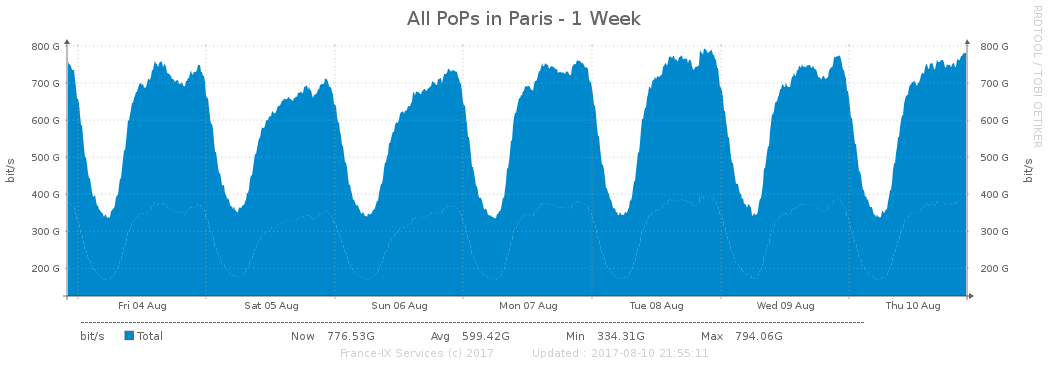 All PoPs in Paris - 1 Week
RRDTOOL / TOBI OETIKER
800 G 800 G
700 G 700 G
600 G 600 G
500 G 500 G
400 G 400 G
300 G 300 G
200 G 200 G
bit/s
bit/s
Fri 04 Aug Sat 05 Aug Sun 06 Aug Mon 07 Aug Tue 08 Aug Wed 09 Aug Thu 10 Aug
bit/s Total Now 776.53G Avg 599.42G Min 334.31G Max 794.06G
France-IX Services (c) 2017 Updated : 2017-08-10 21:55:11